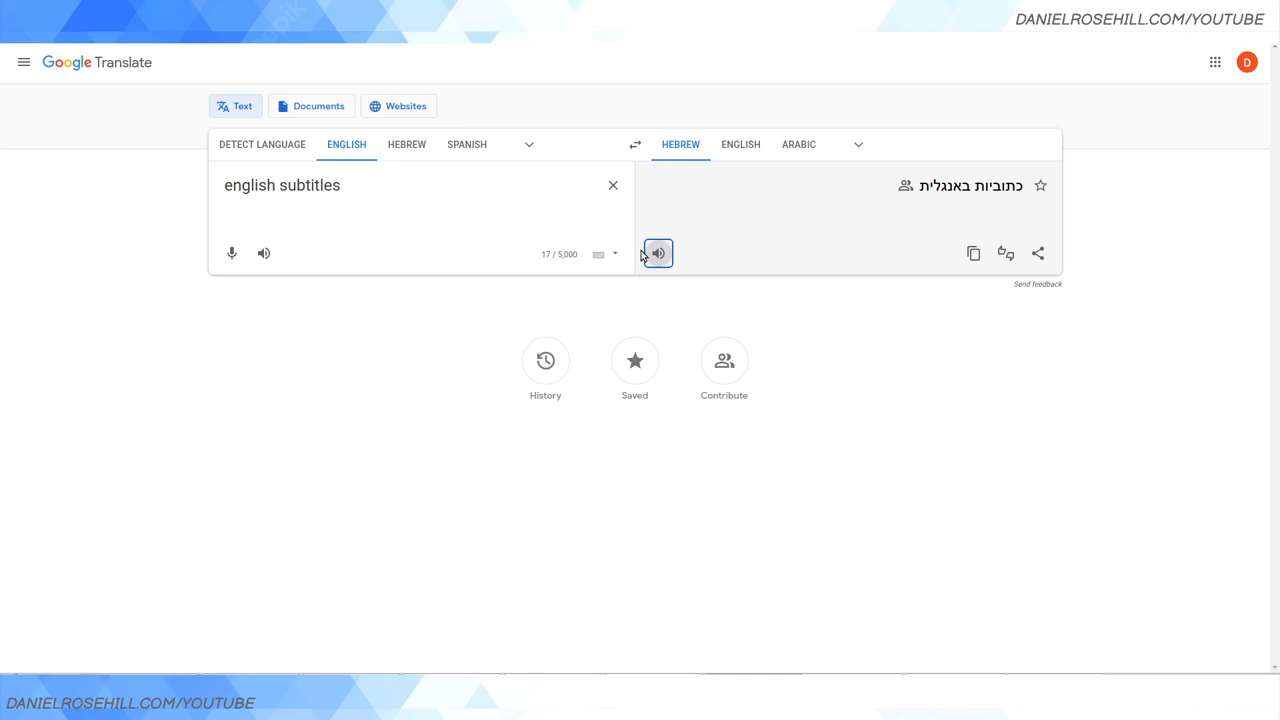 DANIELROSEHILL.COM/YOUTUBE
Google Translate
D
Text
Documents
Websites
DETECT LANGUAGE
ENGLISH
HEBREW
SPANISH
HEBREW
ENGLISH
ARABIC
english subtitles
כתוביות באנגלית
17 / 5,000
Send feedback
History
Saved
Contribute
DANIELROSEHILL.COM/YOUTUBE